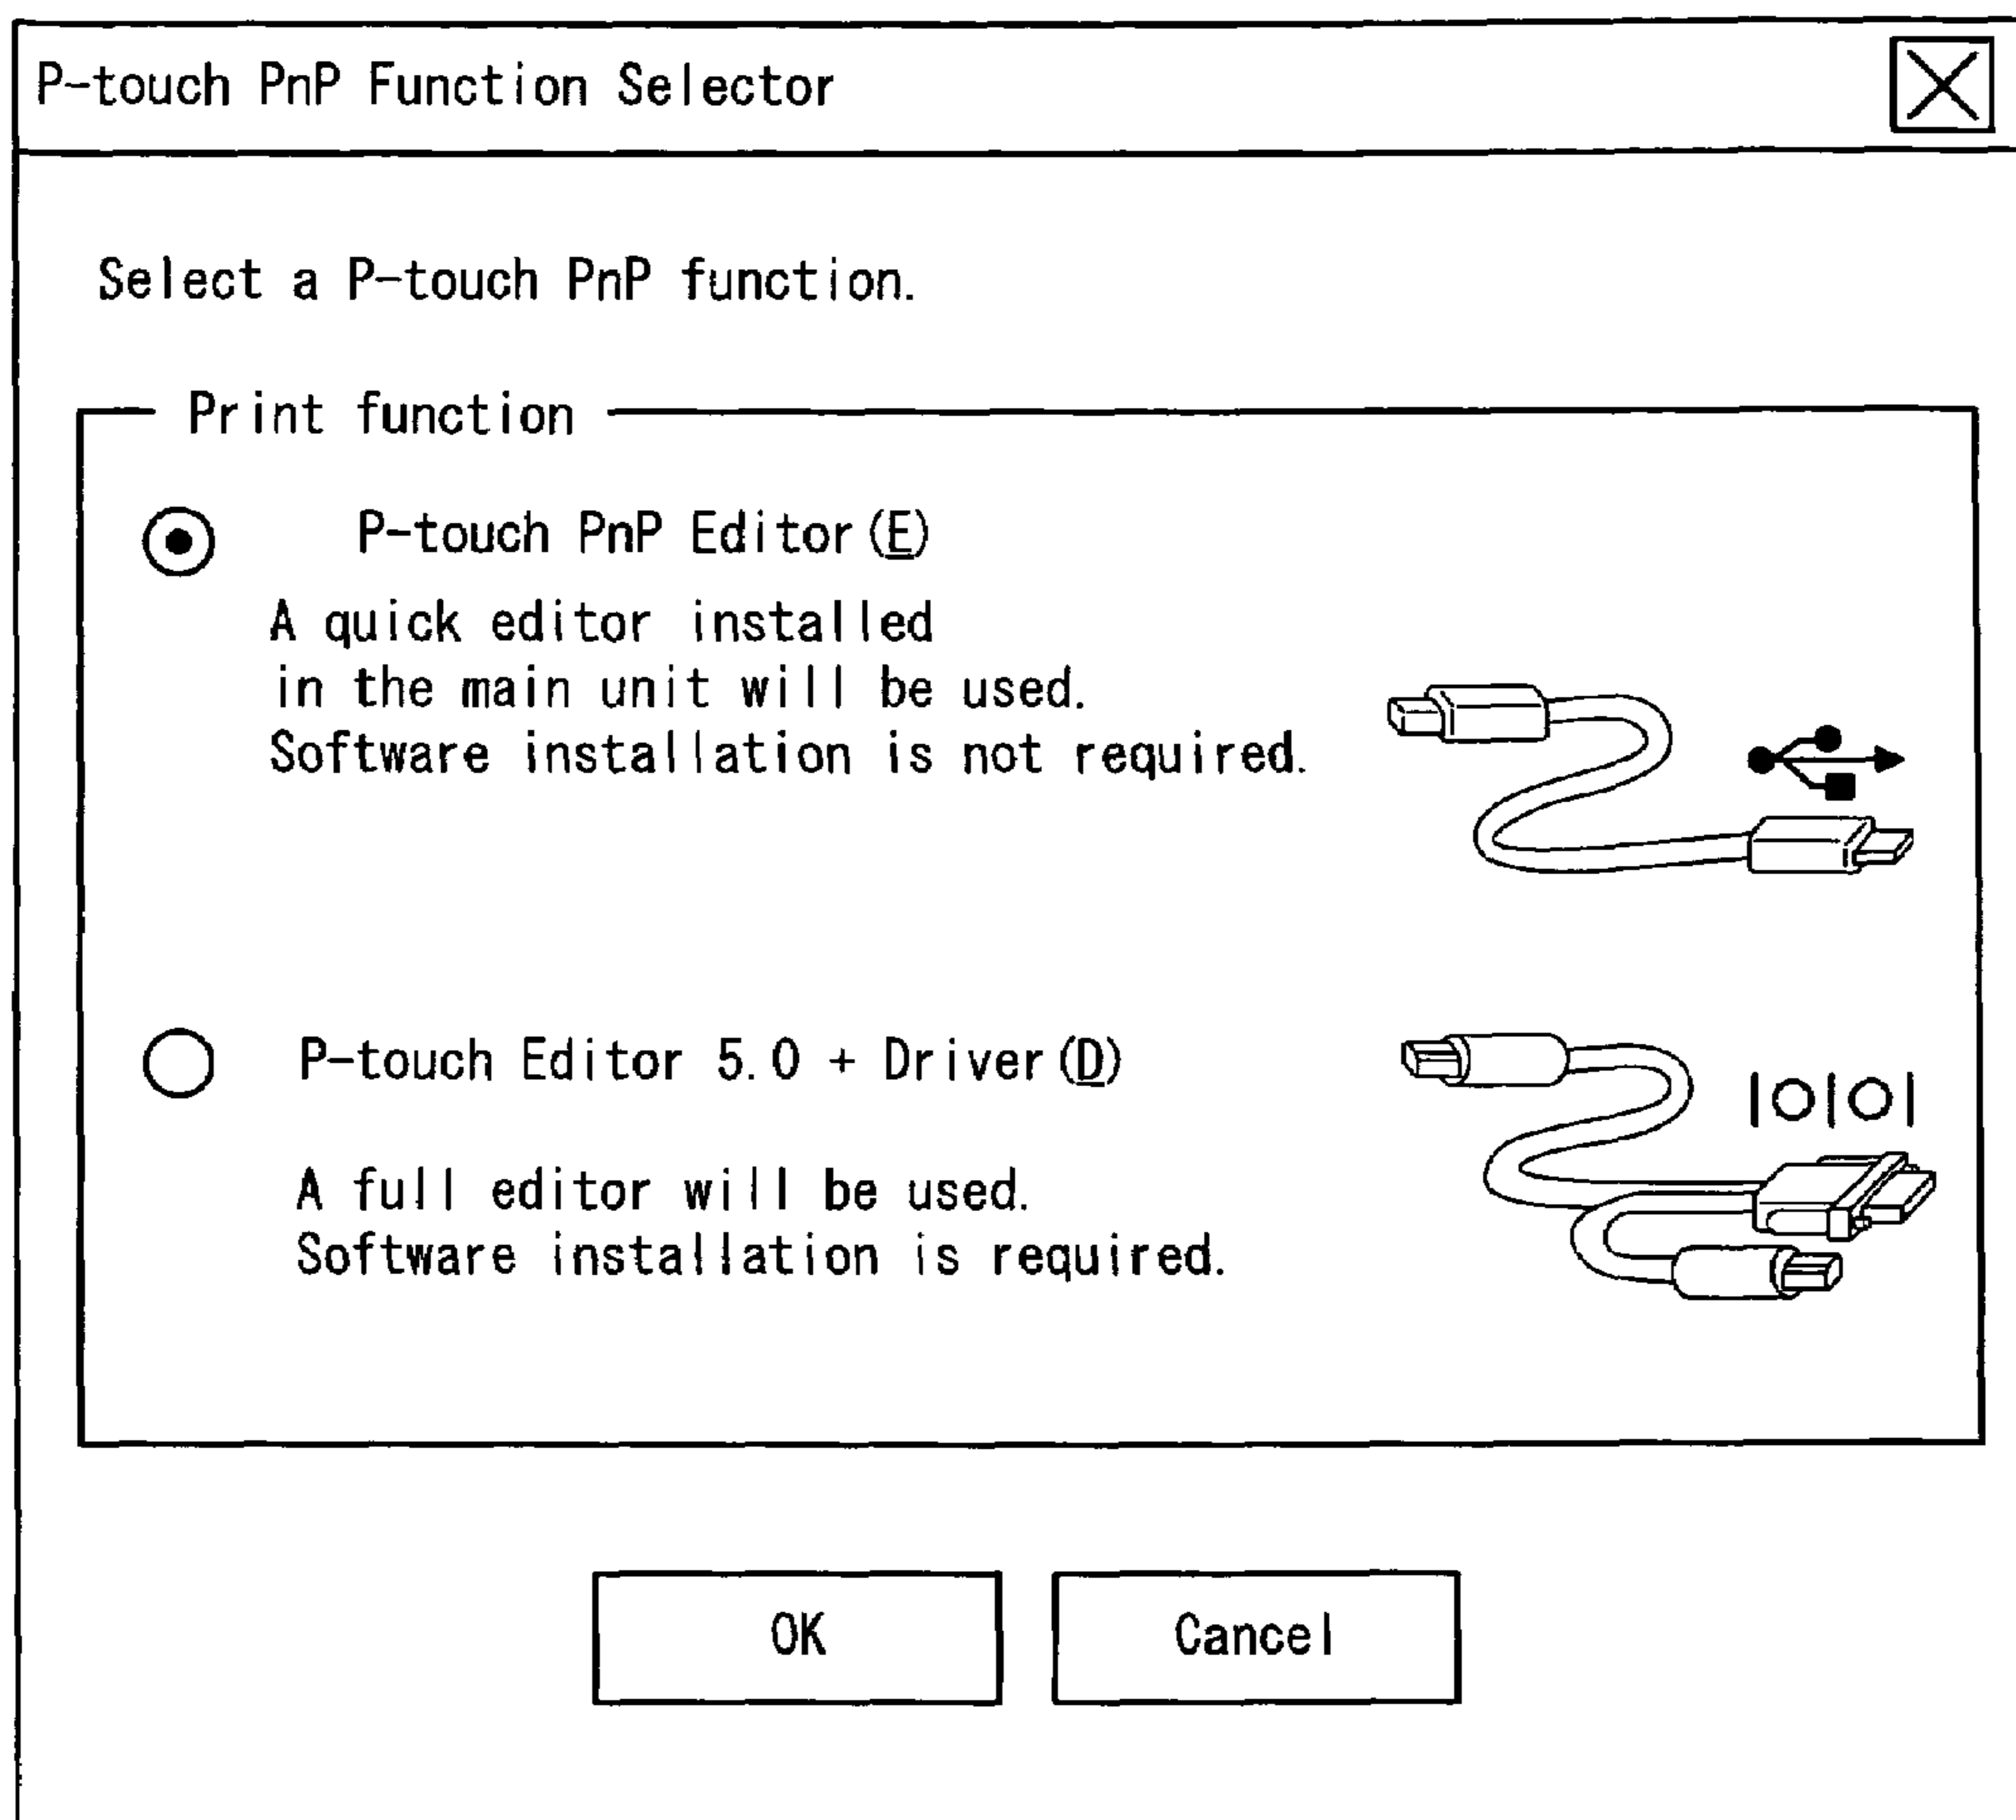 P-touch PnP Function Selector
Select a P-touch PnP function.
Print function
P-touch PnP Editor(E)
A quick editor installed
in the main unit will be used.
Software installation is not required.
P-touch Editor 5.0 + Driver(D)
|O|O|
A full editor will be used.
Software installation is required.
OK
Cancel